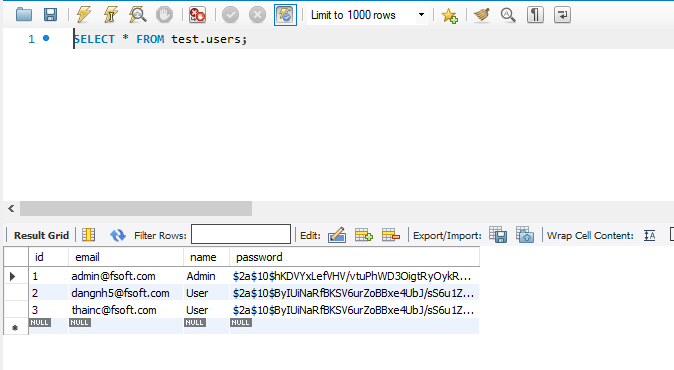 Limit to 1000 rows
1 SELECT * FROM test.users;
Result Grid Filter Rows: Edit: Export/Import: Wrap Cell Content: IA
id email name password
1 admin@fsoft.com Admin $2a$10$hKDVYxLefVHV/vtuPhWD3OigtRyOykR...
2 dangnh5@fsoft.com User $2a$10$ByIUiNaRfBKSV6urZoBBxe4UbJ/sS6u1Z...
3 thainc@fsoft.com User $2a$10$ByIUiNaRfBKSV6urZoBBxe4UbJ/sS6u1Z...
NULL NULL NULL NULL